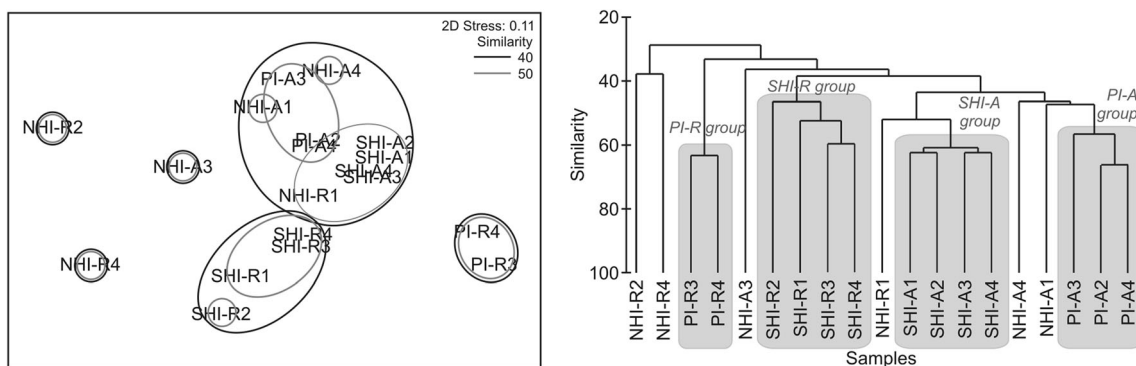 2D Stress: 0.11
Similarity
40
50
PI-A3
NHI-A4
NHI-A1
NHI-R2
PI-A2
PI-A4
SHI-A2
SHI-A1
SHI-A4
SHI-A3
NHI-A3
NHI-R1
SHI-R4
SHI-R3
PI-R4
PI-R3
NHI-R4
SHI-R1
SHI-R2
20
40
60
80
100
Similarity
PI-R group
SHI-R group
SHI-A
group
PI-A
group
NHI-R2
NHI-R4
PI-R3
PI-R4
NHI-A3
SHI-R2
SHI-R1
SHI-R3
SHI-R4
NHI-R1
SHI-A1
SHI-A2
SHI-A3
SHI-A4
NHI-A4
NHI-A1
PI-A3
PI-A2
PI-A4
Samples